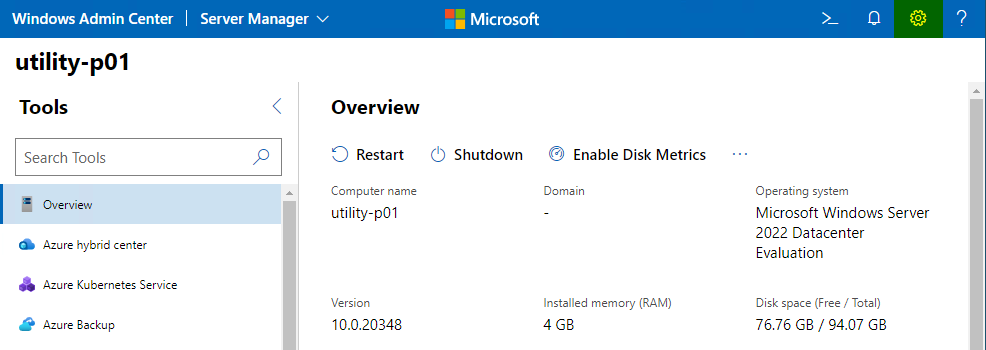 Windows Admin Center | Server Manager
Microsoft
utility-p01
Tools
Search Tools
Overview
Azure hybrid center
Azure Kubernetes Service
Azure Backup
Overview
Restart
Shutdown
Enable Disk Metrics
...
Computer name
utility-p01
Domain
-
Operating system
Microsoft Windows Server
2022 Datacenter
Evaluation
Version
10.0.20348
Installed memory (RAM)
4 GB
Disk space (Free / Total)
76.76 GB / 94.07 GB